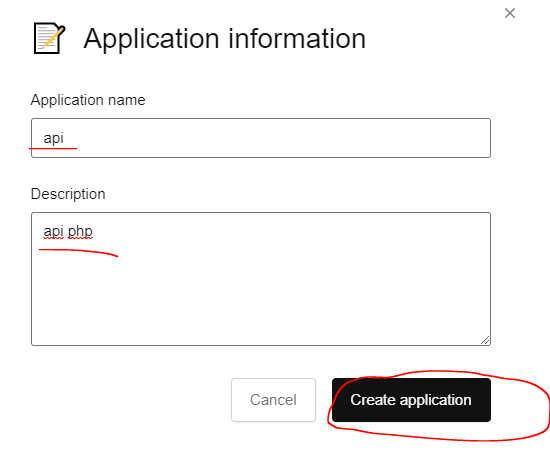 Application information
Application name
api
Description
api php
Cancel
Create application